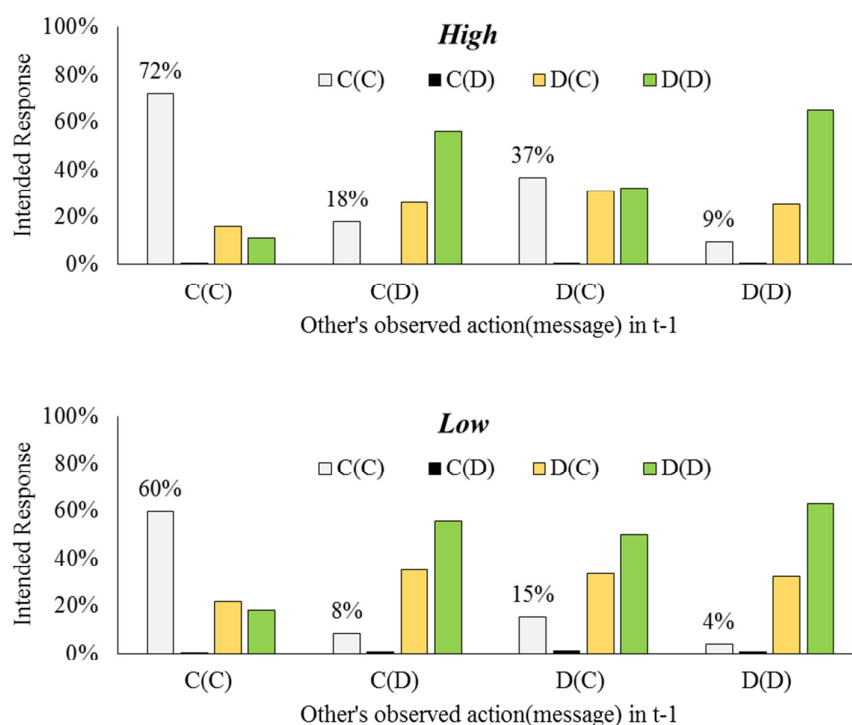 High
100%
80%
60%
40%
20%
0%
Intended Response
C(C) C(D) D(C) D(D)
72%
18%
37%
9%
C(C) C(D) D(C) D(D)
Other's observed action(message) in t-1
Low
100%
80%
60%
40%
20%
0%
Intended Response
C(C) C(D) D(C) D(D)
60%
8%
15%
4%
C(C) C(D) D(C) D(D)
Other's observed action(message) in t-1